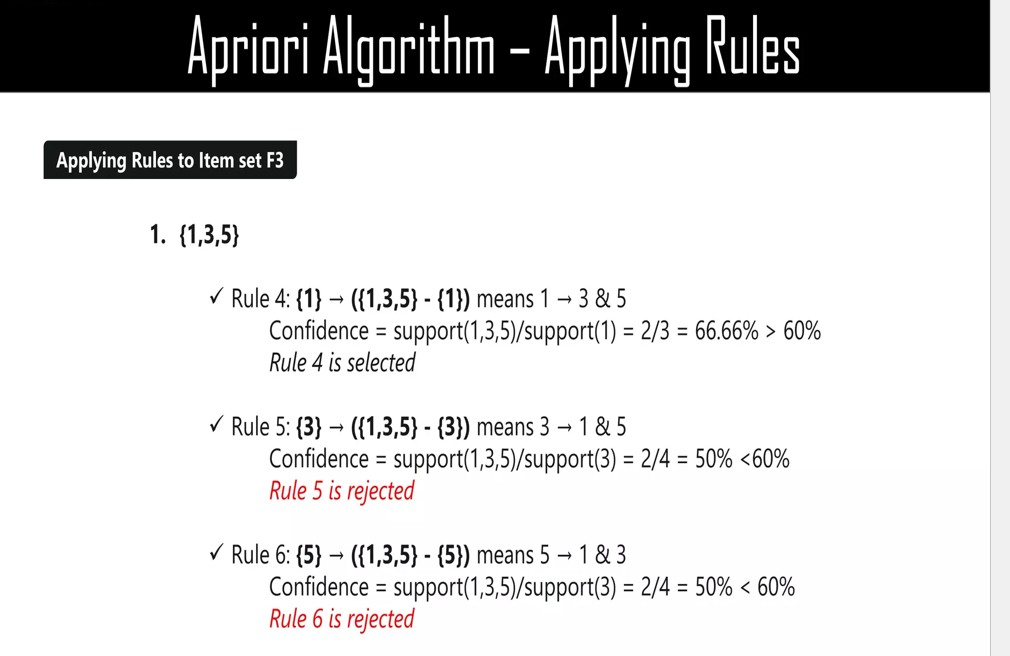 Apriori Algorithm – Applying Rules
Applying Rules to Item set F3
1. {1,3,5}
✓ Rule 4: {1} → ({1,3,5} - {1}) means 1 → 3 & 5
Confidence = support(1,3,5)/support(1) = 2/3 = 66.66% > 60%
Rule 4 is selected
✓ Rule 5: {3} → ({1,3,5} - {3}) means 3 → 1 & 5
Confidence = support(1,3,5)/support(3) = 2/4 = 50% <60%
Rule 5 is rejected
✓ Rule 6: {5} → ({1,3,5} - {5}) means 5 → 1 & 3
Confidence = support(1,3,5)/support(3) = 2/4 = 50% < 60%
Rule 6 is rejected